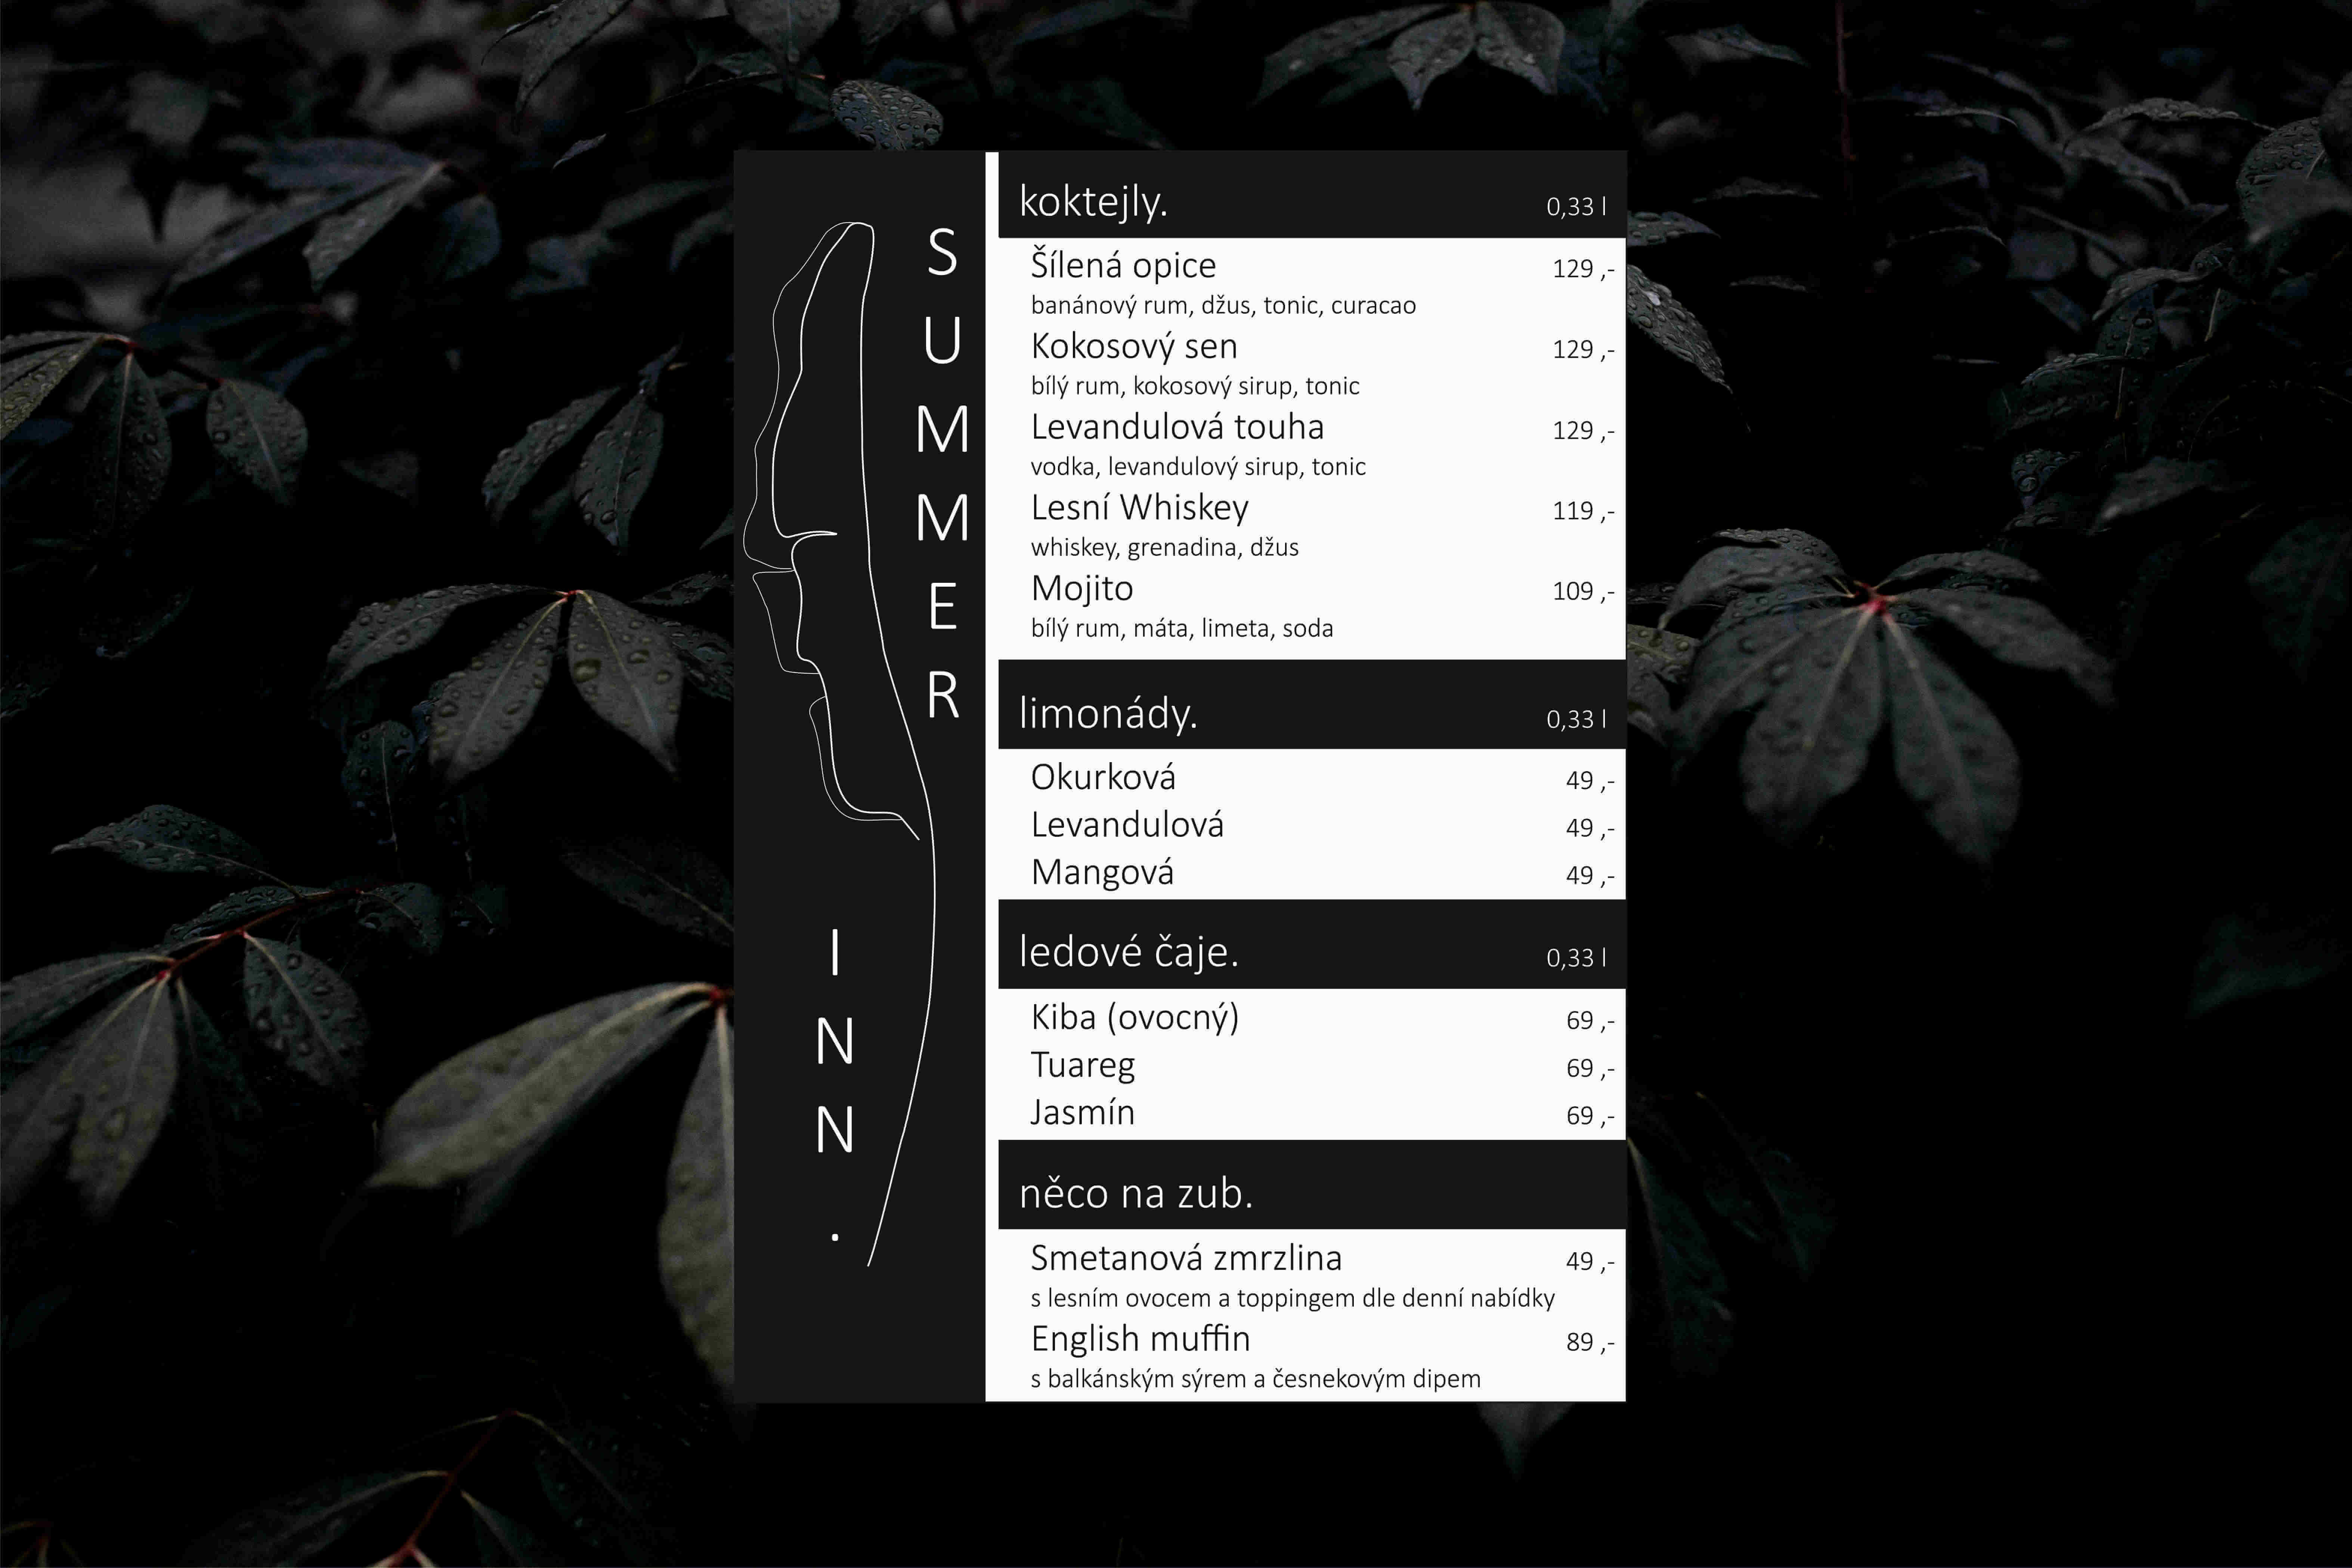 SUMMER
INN.
koktejly. 0,33 l
Šílená opice 129 ,-
banánový rum, džus, tonic, curacao
Kokosový sen 129 ,-
bílý rum, kokosový sirup, tonic
Levandulová touha 129 ,-
vodka, levandulový sirup, tonic
Lesní Whiskey 119 ,-
whiskey, grenadina, džus
Mojito 109 ,-
bílý rum, máta, limeta, soda
limonády. 0,33 l
Okurková 49 ,-
Levandulová 49 ,-
Mangová 49 ,-
ledové čaje. 0,33 l
Kiba (ovocný) 69 ,-
Tuareg 69 ,-
Jasmín 69 ,-
něco na zub.
Smetanová zmrzlina 49 ,-
s lesním ovocem a toppingem dle denní nabídky
English muffin 89 ,-
s balkánským sýrem a česnekovým dipem